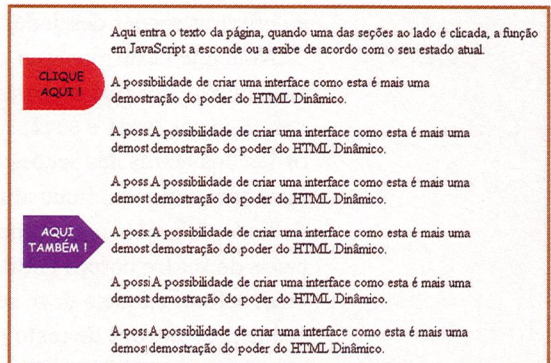 Aqui entra o texto da página, quando uma das seções ao lado é clicada, a função
em JavaScript a esconde ou a exibe de acordo com o seu estado atual.
CLIQUE
AQUI !
A possibilidade de criar uma interface como esta é mais uma
demostração do poder do HTML Dinâmico.
A poss A possibilidade de criar uma interface como esta é mais uma
demost demostração do poder do HTML Dinâmico.
A poss A possibilidade de criar uma interface como esta é mais uma
demost demostração do poder do HTML Dinâmico.
AQUI
TAMBÉM !
A poss A possibilidade de criar uma interface como esta é mais uma
demost demostração do poder do HTML Dinâmico.
A possi A possibilidade de criar uma interface como esta é mais uma
demost demostração do poder do HTML Dinâmico.
A poss A possibilidade de criar uma interface como esta é mais uma
demos demostração do poder do HTML Dinâmico.